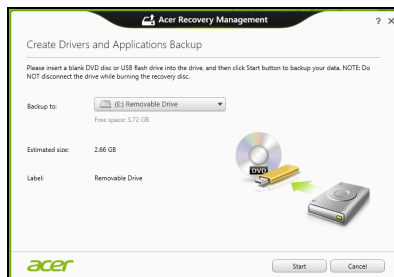 Acer Recovery Management
? X
Create Drivers and Applications Backup
Please insert a blank DVD disc or USB flash drive into the drive, and then click Start button to backup your data. NOTE: Do
NOT disconnect the drive while burning the recovery disc.
Backup to: (E:) Removable Drive
Free space: 3.72 GB
Estimated size: 2.66 GB
DVD
Label: Removable Drive
acer Start Cancel